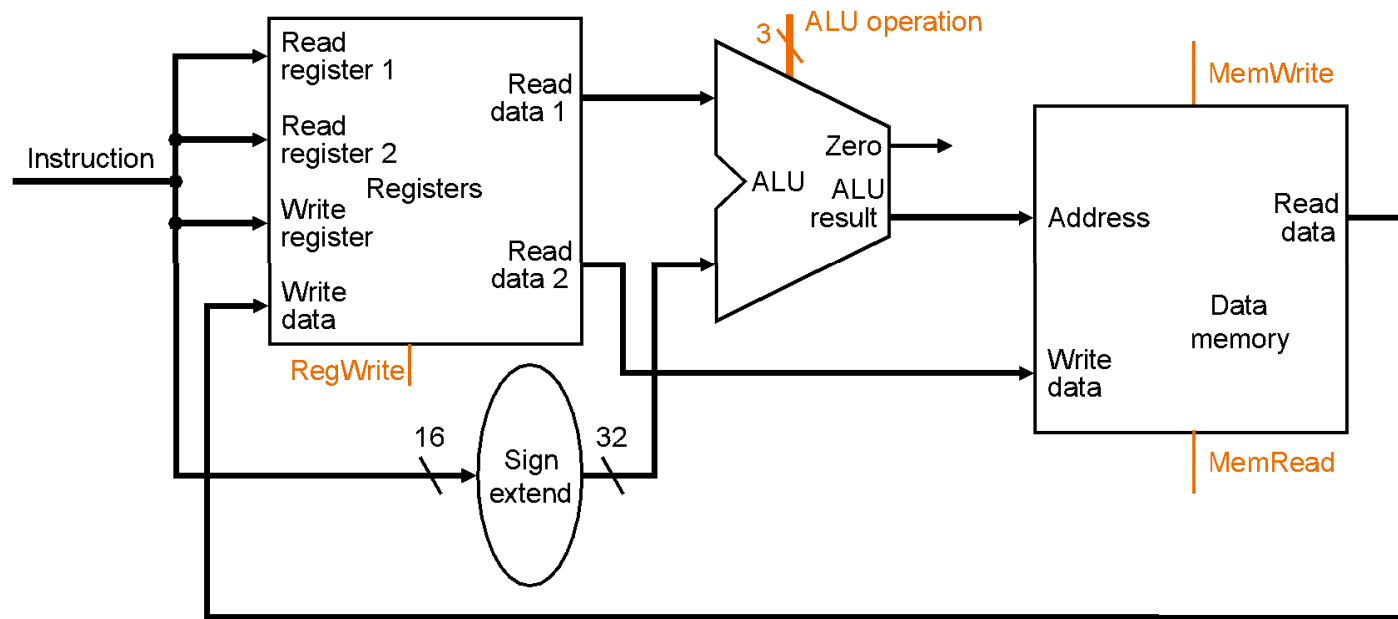 Instruction
Read
register 1
Read
register 2
Registers
Write
register
Write
data
Read
data 1
Read
data 2
RegWrite
16
Sign
extend
32
3
ALU operation
Zero
ALU
ALU
result
MemWrite
Address
Read
data
Data
memory
Write
data
MemRead